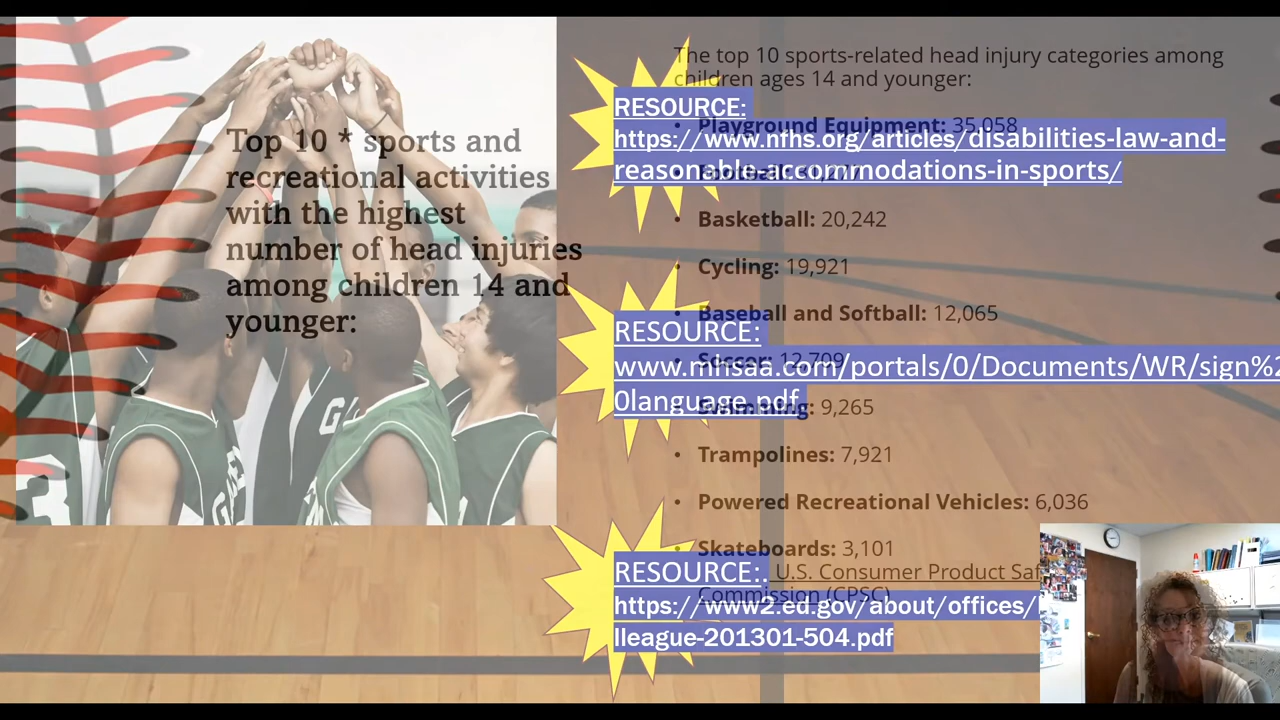 Top 10 * sports and
recreational activities
with the highest
number of head injuries
among children 14 and
younger:
The top 10 sports-related head injury categories among
children ages 14 and younger:
RESOURCE:
• Playground Equipment: 35,058
https://www.nfhs.org/articles/disabilities-law-and-
reasonable-accommodations-in-sports/
• Basketball: 20,242
• Cycling: 19,921
• Baseball and Softball: 12,065
RESOURCE:
• Soccer: 12,709
/portals/0/Documents/WR/sign%2
0language.pdf
Swimming: 9,265
• Trampolines: 7,921
• Powered Recreational Vehicles: 6,036
• Skateboards: 3,101
RESOURCE:. U.S. Consumer Product Saf
Commission (CPSC)
https://www2.ed.gov/about/offices/
lleague-201301-504.pdf